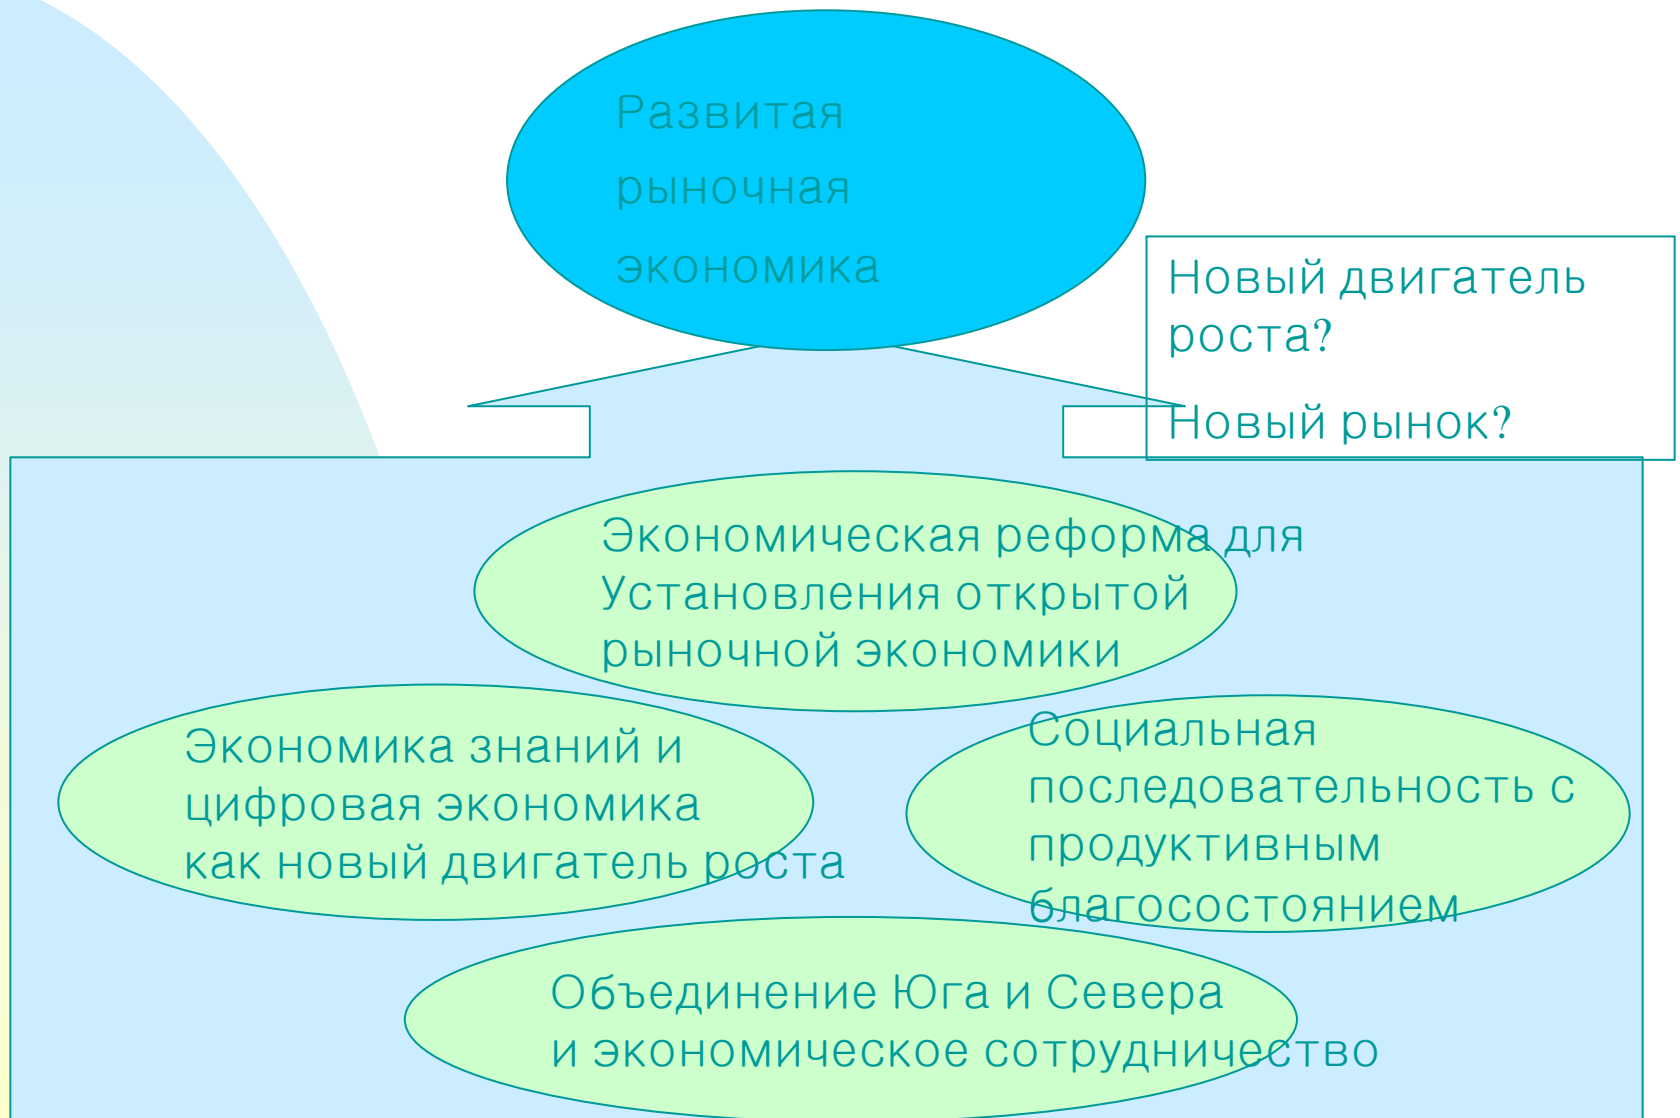 Развитая
рыночная
экономика
Новый двигатель
роста?
Новый рынок?
Экономическая реформа для
Установления открытой
рыночной экономики
Экономика знаний и
цифровая экономика
как новый двигатель роста
Социальная
последовательность с
продуктивным
благосостоянием
Объединение Юга и Севера
и экономическое сотрудничество